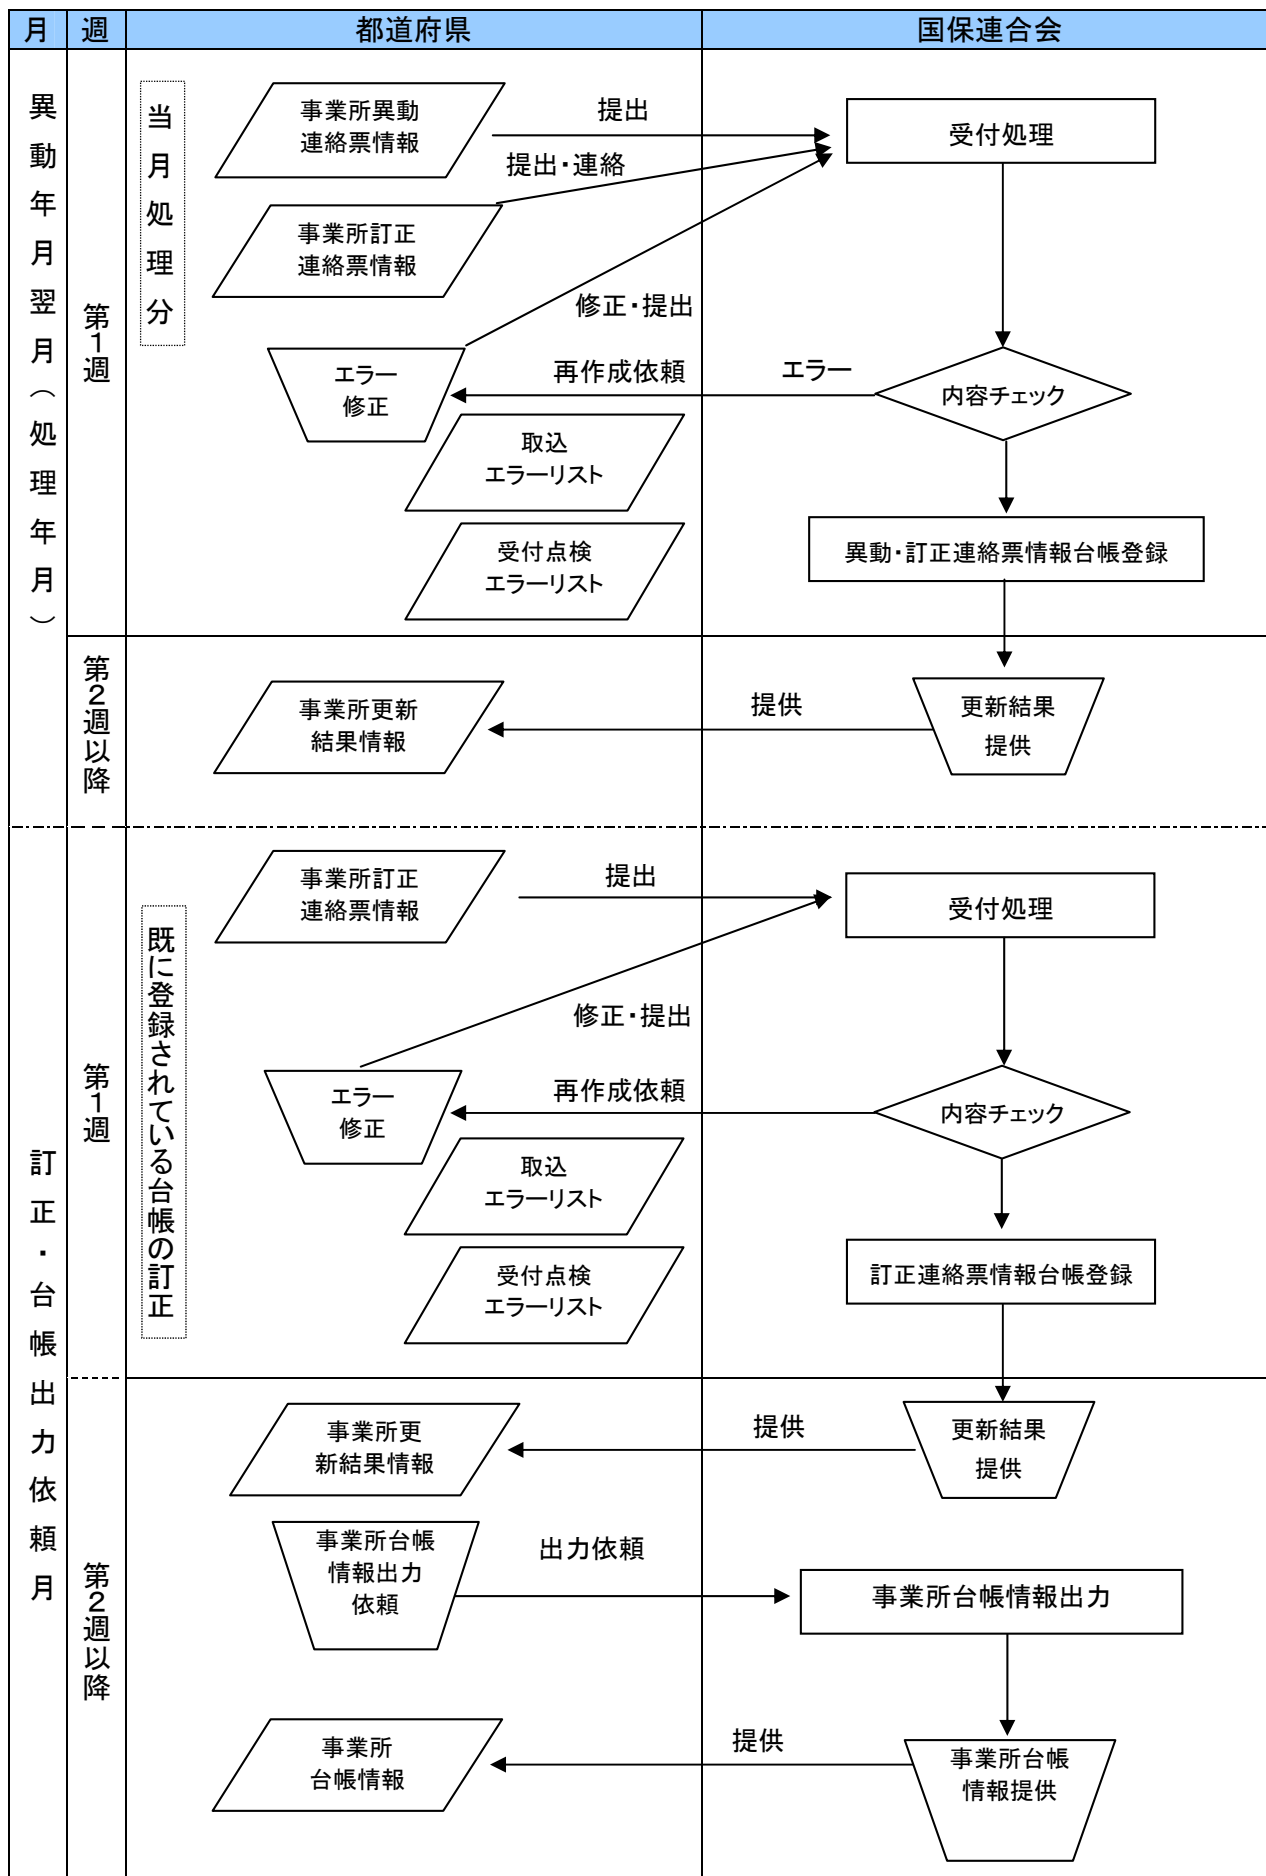 月
週
都道府県
国保連合会
異動年月翌月（処理年月）
第1週
当月処理分
事業所異動
連絡票情報
提出
受付処理
提出・連絡
事業所訂正
連絡票情報
修正・提出
エラー
修正
再作成依頼
エラー
内容チェック
取込
エラーリスト
受付点検
エラーリスト
異動・訂正連絡票情報台帳登録
第2週以降
事業所更新
結果情報
提供
更新結果
提供
訂正・台帳出力依頼月
第1週
既に登録されている台帳の訂正
事業所訂正
連絡票情報
提出
受付処理
修正・提出
エラー
修正
再作成依頼
内容チェック
取込
エラーリスト
受付点検
エラーリスト
訂正連絡票情報台帳登録
第2週以降
事業所更
新結果情報
提供
更新結果
提供
事業所台帳
情報出力
依頼
出力依頼
事業所台帳情報出力
事業所
台帳情報
提供
事業所台帳
情報提供